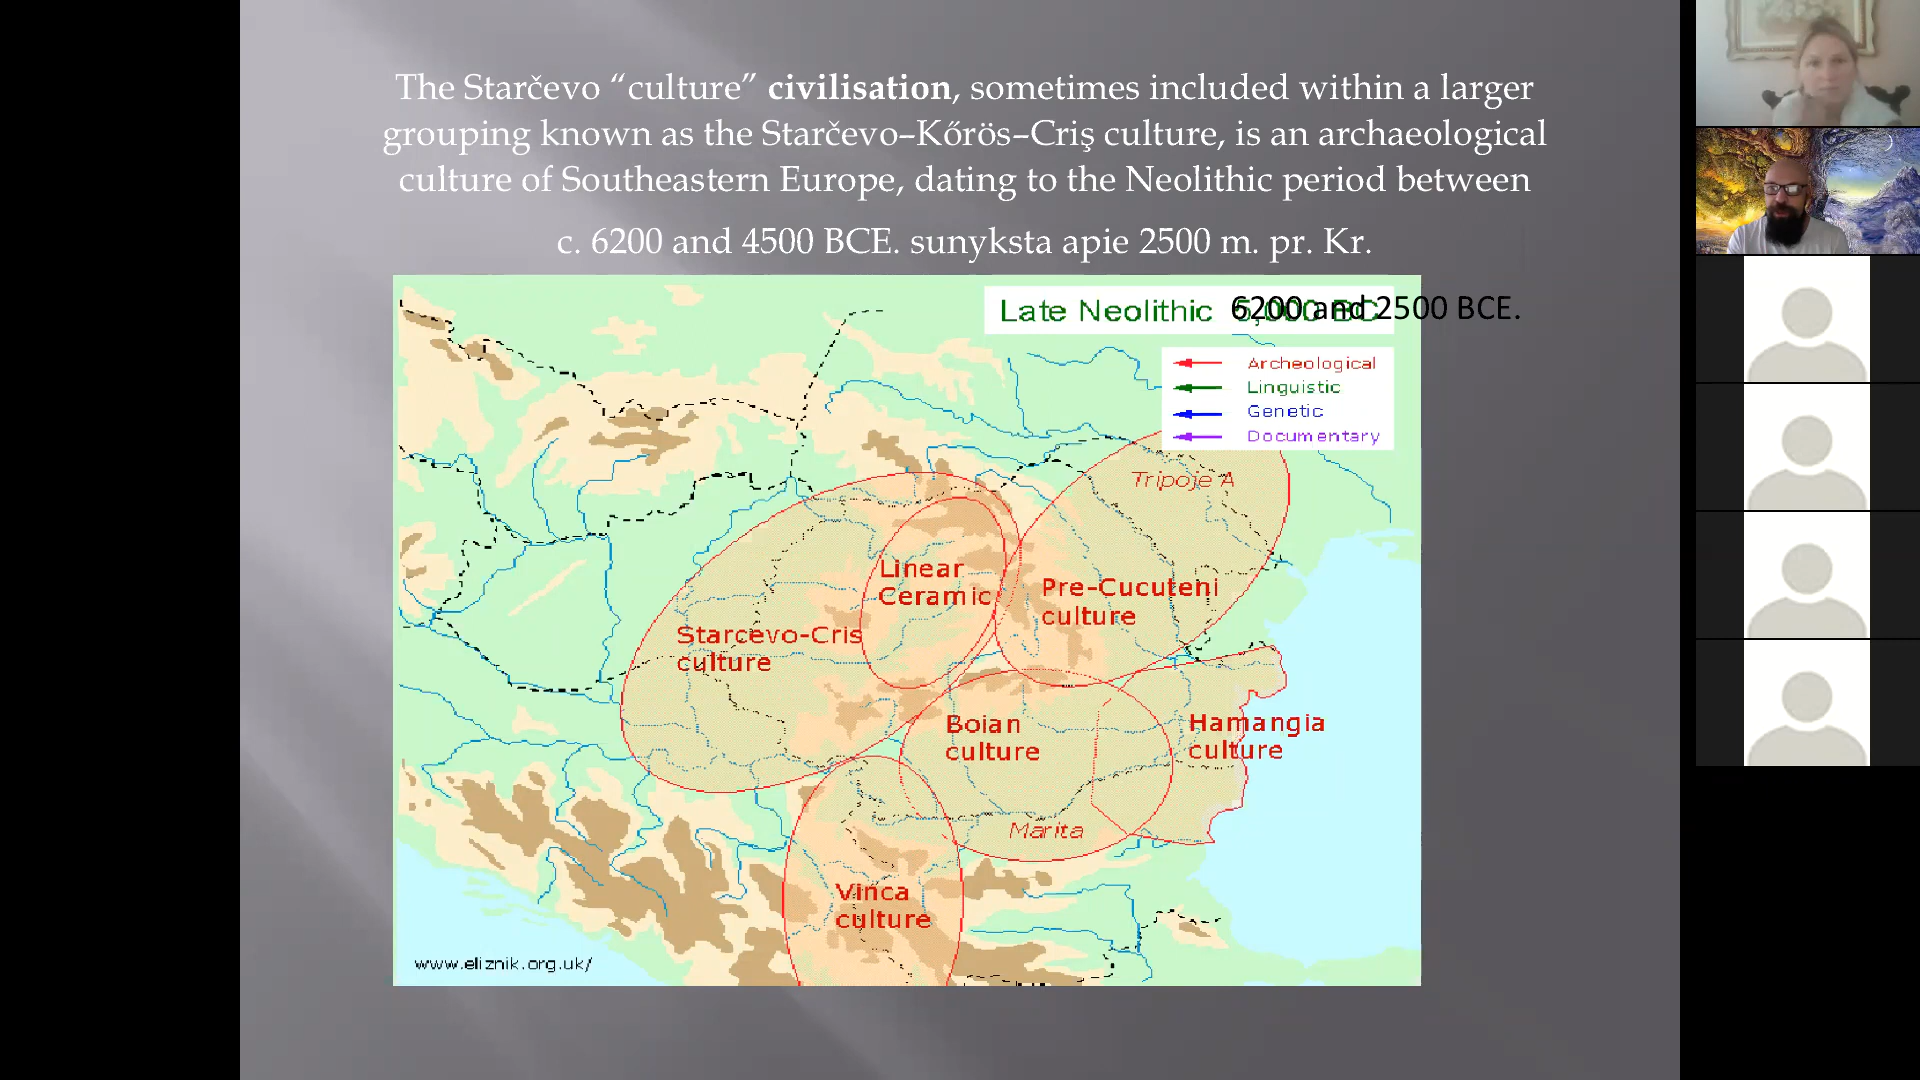 The Starčevo “culture” civilisation, sometimes included within a larger
grouping known as the Starčevo–Kőrös–Criş culture, is an archaeological
culture of Southeastern Europe, dating to the Neolithic period between
c. 6200 and 4500 BCE. sunyksta apie 2500 m. pr. Kr.
Late Neolithic 5,000 BC
6200 and 2500 BCE.
Archeological
Linguistic
Genetic
Documentary
Tripoje A
Linear
Ceramic
Pre-Cucuteni
culture
Starcevo-Cris
culture
Boian
culture
Hamangia
culture
Marita
Vinca
culture
www.eliznik.org.uk/